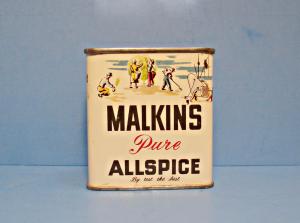 MALKIN'S
Pure
ALLSPICE
By test the best